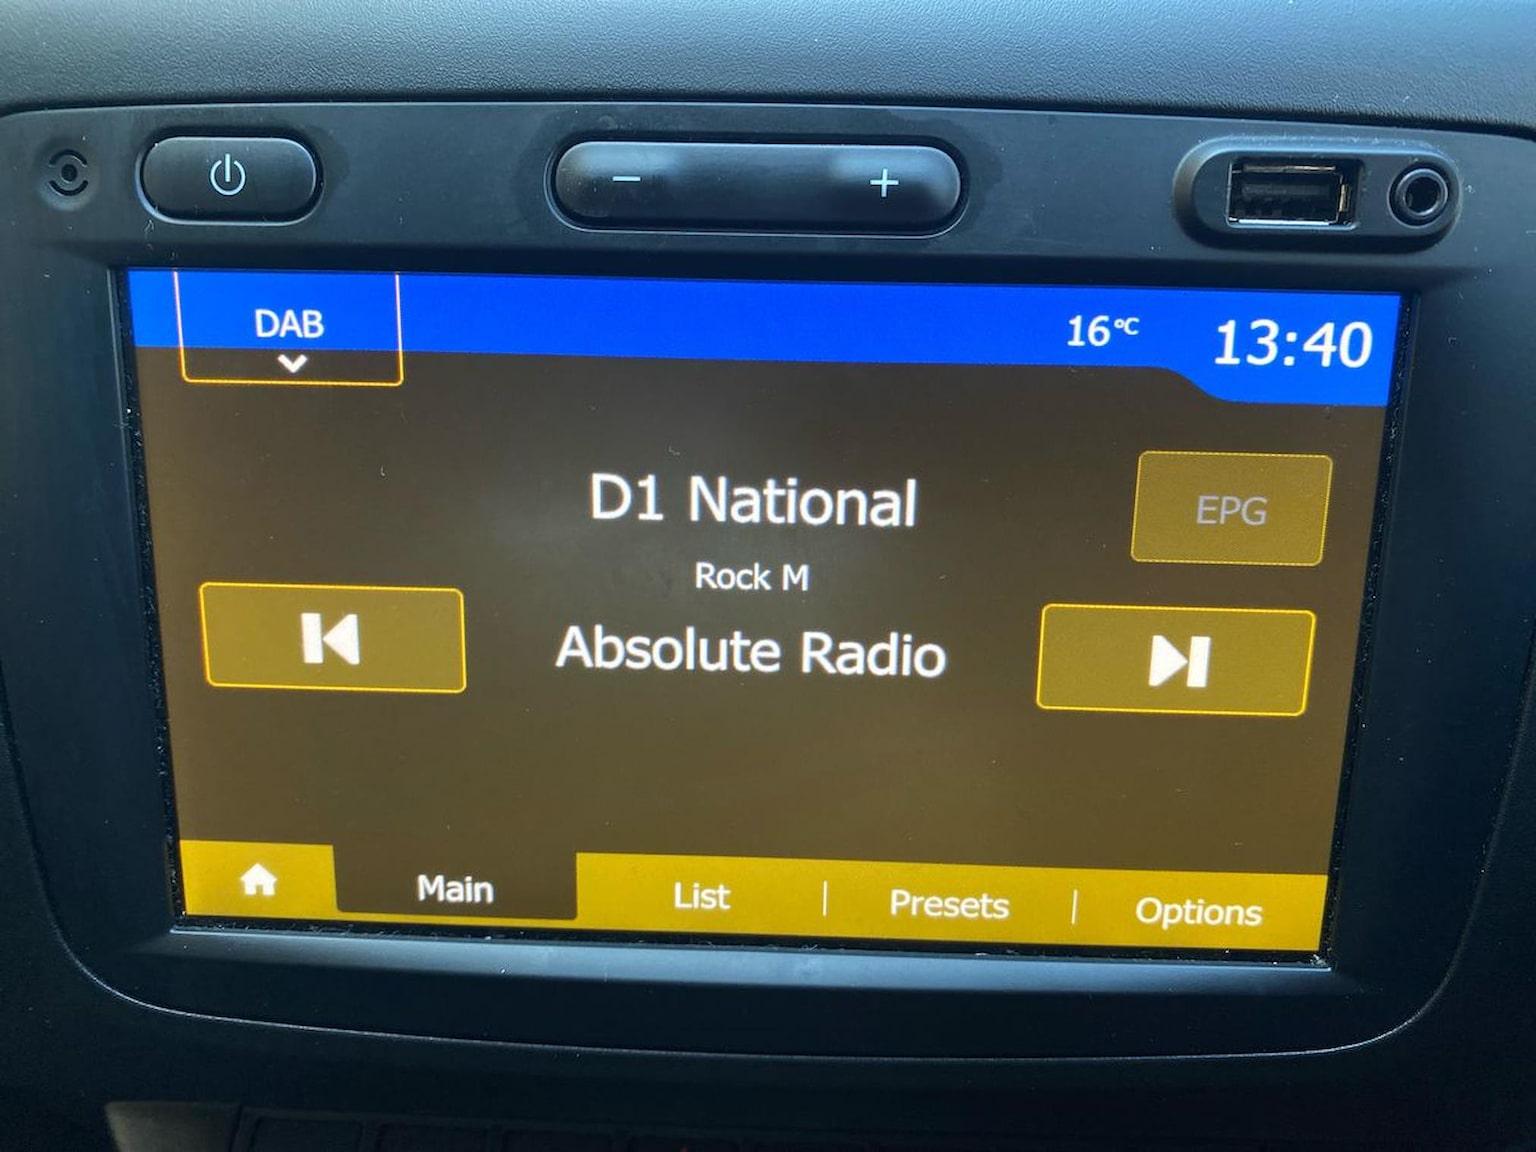 DAB
16°C
13:40
D1 National
EPG
Rock M
Absolute Radio
Main
List
Presets
Options